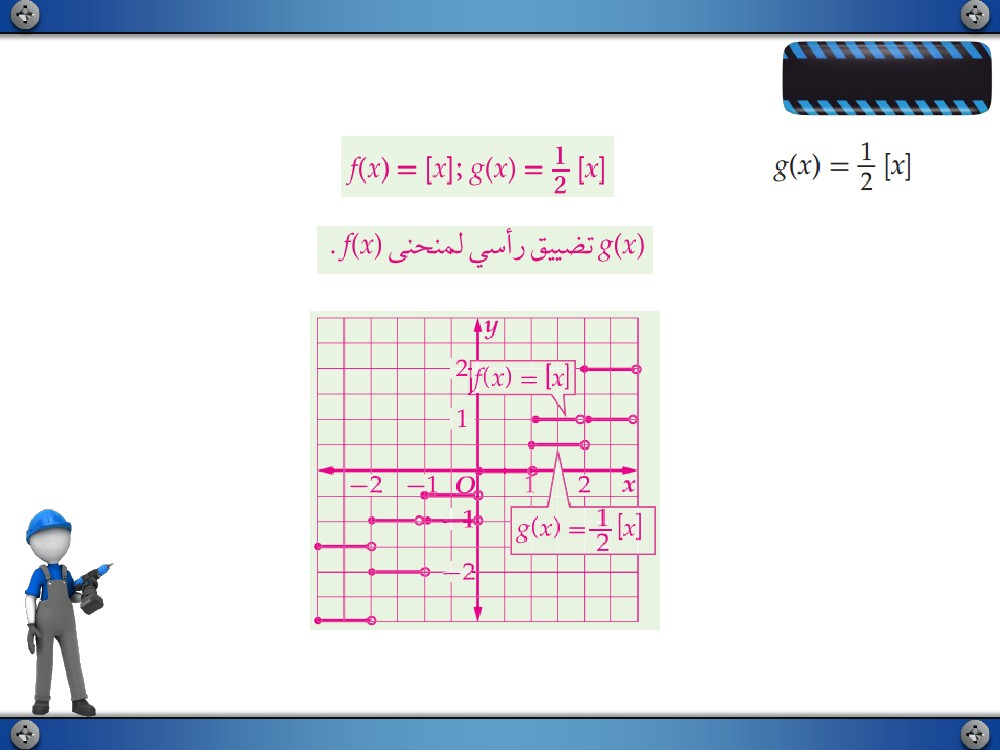 g(x) = 1/2 [x]
f(x) = [x]; g(x) = 1/2 [x]
g(x) تضييق رأسي لمنحنى f(x) .
y
2
f(x) = [x]
1
−2 −1 O 1 2 x
−1
g(x) = 1/2 [x]
−2